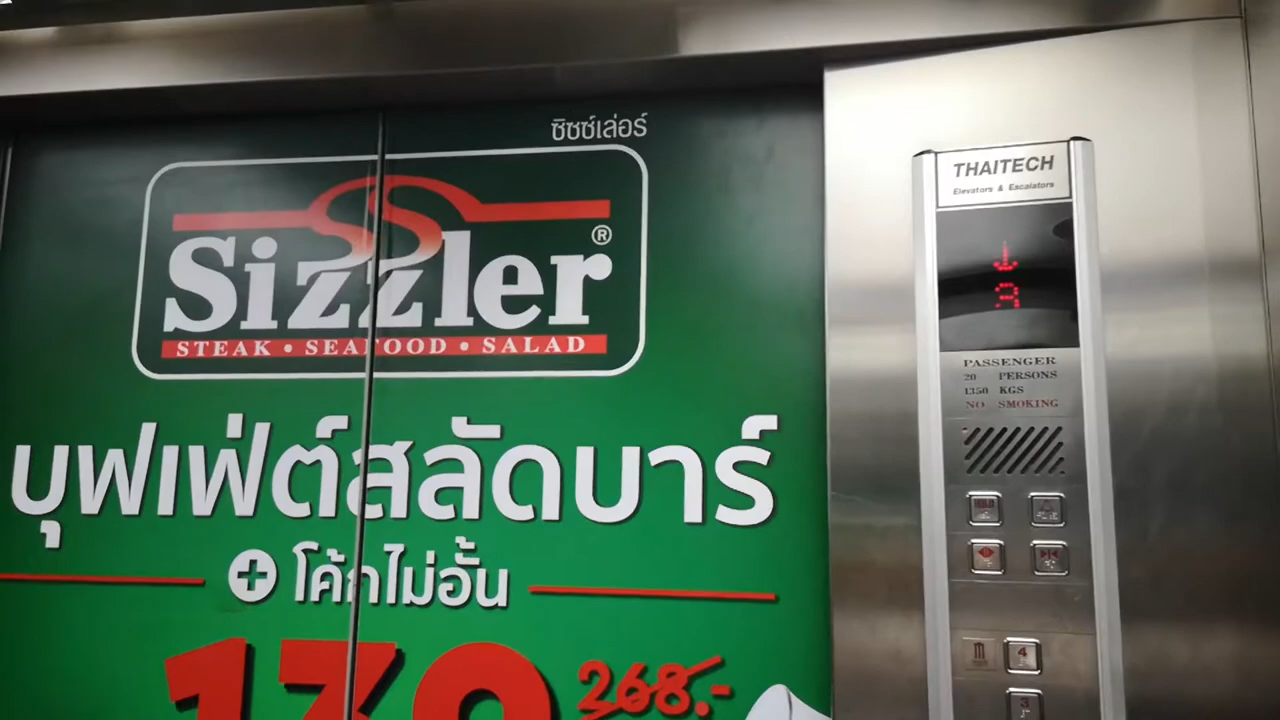 ซิซซ์เล่อร์
Sizzler®
STEAK • SEAFOOD • SALAD
บุฟเฟ่ต์สลัดบาร์
+ โค้กไม่อั้น
268.-
THAITECH
Elevators & Escalators
3
PASSENGER
20 PERSONS
1350 KGS
NO SMOKING
4
3